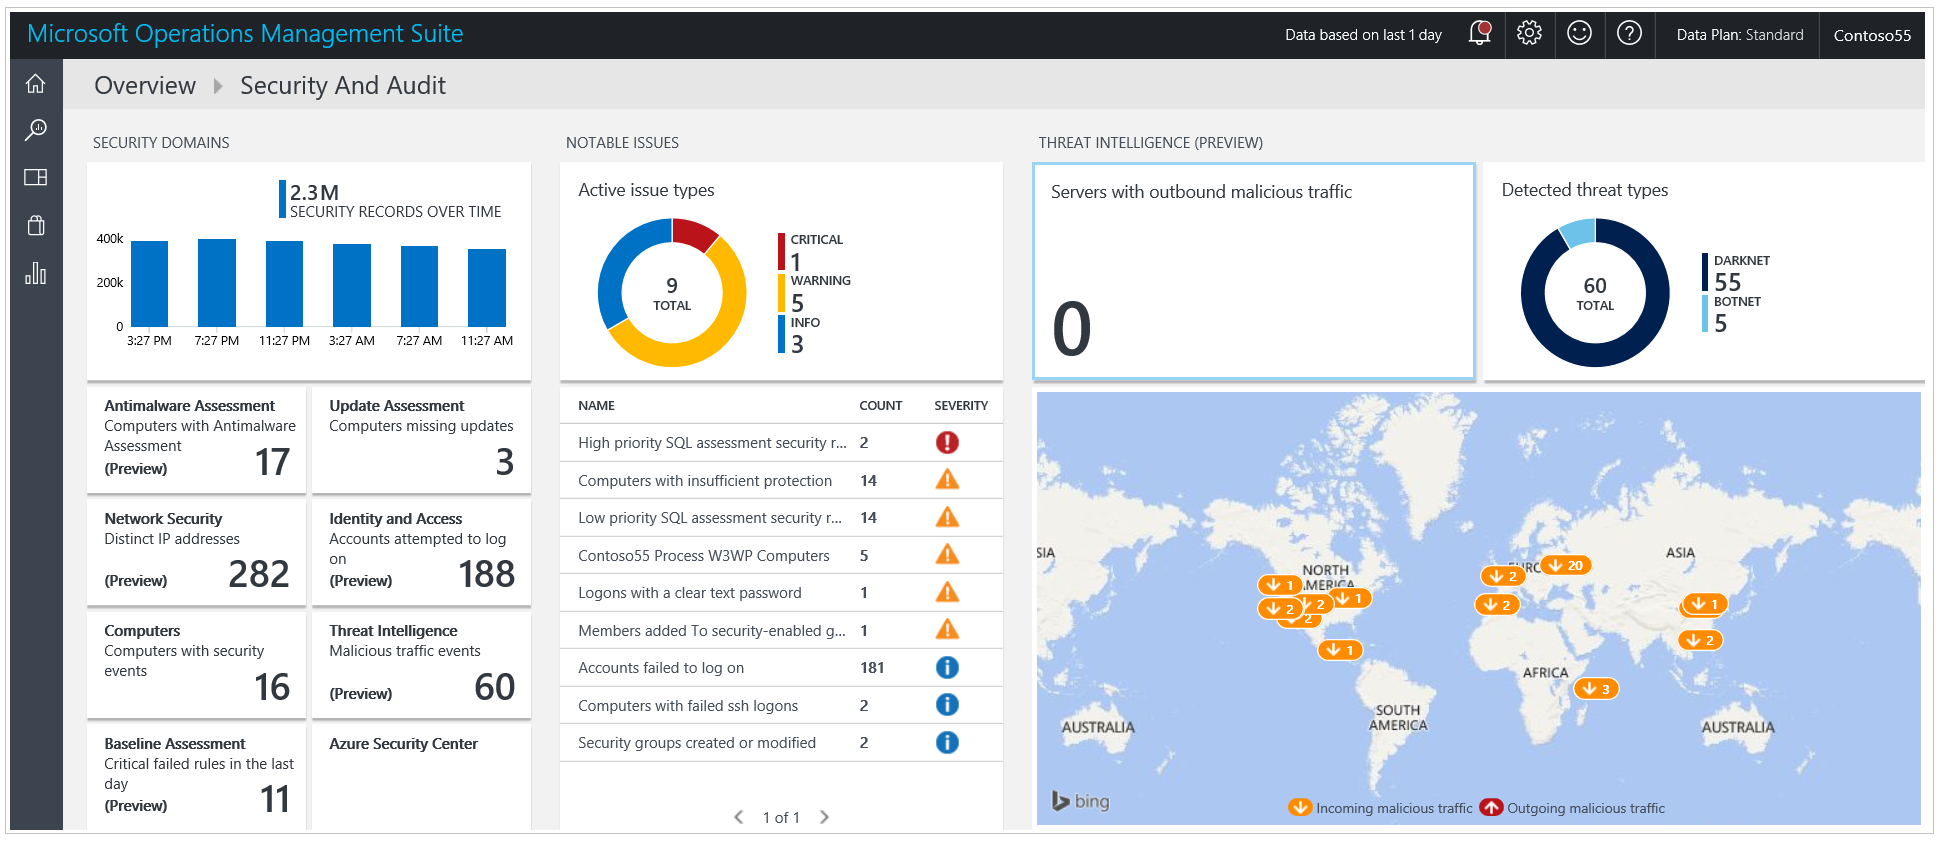 Microsoft Operations Management Suite
Data based on last 1 day
Data Plan: Standard
Contoso55
Overview
Security And Audit
SECURITY DOMAINS
2.3M
SECURITY RECORDS OVER TIME
400k
200k
0
3:27 PM 7:27 PM 11:27 PM 3:27 AM 7:27 AM 11:27 AM
Antimalware Assessment
Computers with Antimalware
Assessment
(Preview)
17
Update Assessment
Computers missing updates
3
Network Security
Distinct IP addresses
(Preview)
282
Identity and Access
Accounts attempted to log
on
(Preview)
188
Computers
Computers with security
events
16
Threat Intelligence
Malicious traffic events
(Preview)
60
Baseline Assessment
Critical failed rules in the last
day
(Preview)
11
Azure Security Center
NOTABLE ISSUES
Active issue types
9
TOTAL
CRITICAL
1
WARNING
5
INFO
3
NAME COUNT SEVERITY
High priority SQL assessment security r... 2
Computers with insufficient protection 14
Low priority SQL assessment security r... 14
Contoso55 Process W3WP Computers 5
Logons with a clear text password 1
Members added To security-enabled g... 1
Accounts failed to log on 181
Computers with failed ssh logons 2
Security groups created or modified 2
1 of 1
THREAT INTELLIGENCE (PREVIEW)
Servers with outbound malicious traffic
0
Detected threat types
60
TOTAL
DARKNET
55
BOTNET
5
SIA
NORTH
AMERICA
ASIA
1
2
2
2
1
1
2
20
2
1
2
3
AFRICA
SOUTH
AMERICA
AUSTRALIA
AUSTRALIA
bing
Incoming malicious traffic
Outgoing malicious traffic